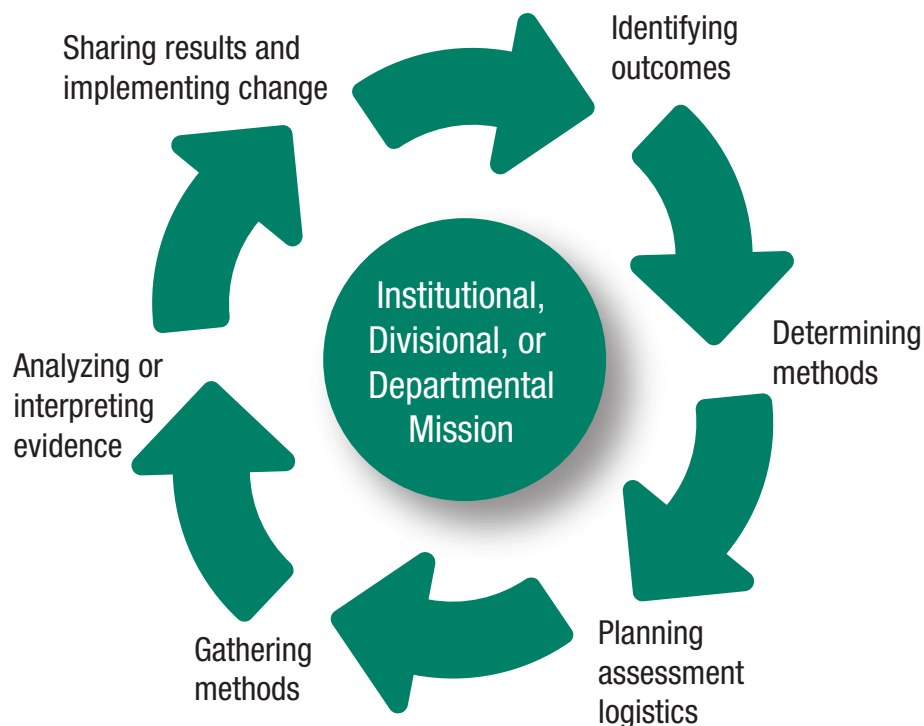 Sharing results and
implementing change
Identifying
outcomes
Determining
methods
Planning
assessment
logistics
Gathering
methods
Analyzing or
interpreting
evidence
Institutional,
Divisional, or
Departmental
Mission